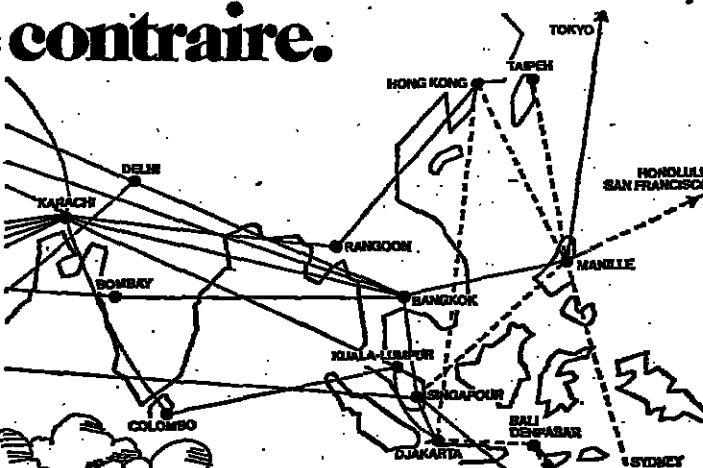 contraire.
TOKYO
TAIPEH
HONG KONG
HONOLULU
SAN FRANCISCO
DELHI
KARACHI
RANGOON
MANILLE
BOMBAY
BANGKOK
KUALA-LUMPUR
SINGAPOUR
COLOMBO
BALI
DENPASAR
DJAKARTA
SYDNEY